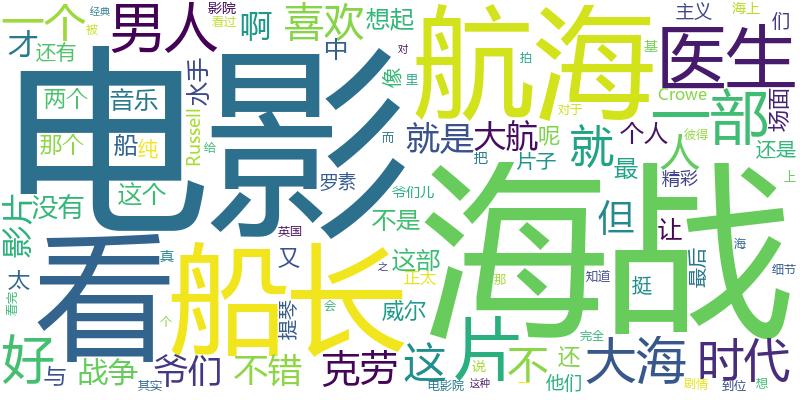 一个
男人
影院
经典
被
看过
啊
喜欢
想起
主义
海上
们
才
还有
中
对
像
里
航海
基
拍
医生
电影
水手
两个
音乐
Crowe
一部
场面
那个
船
纯
Russell
给
就是
大航
呢
个人
对于
彼得
而
把
片子
就
最
人
还是
上
这个
罗素
爷们儿
精彩
影片
没有
不是
但
让
海战
看
船长
英国
真
又
这部
之
那
知道
挺
最后
海
细节
太
正太
看完
个
提琴
会
威尔
完全
好
与
战争
其实
爷们
不错
克劳
这
片
电影院
说
这种
一
不
还
他们
大海
剧情
时代
到位
想